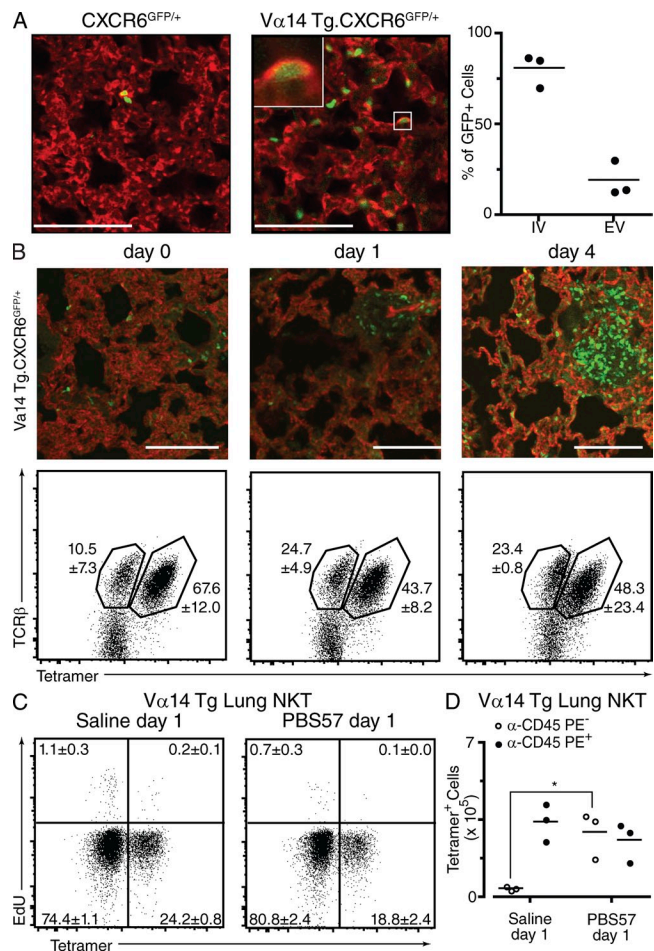 A
CXCR6GFP/+
Vα14 Tg.CXCR6GFP/+
% of GFP+ Cells
100
50
0
IV
EV
B
day 0
day 1
day 4
Va14 Tg.CXCR6GFP/+
TCRβ
10.5
±7.3
67.6
±12.0
24.7
±4.9
43.7
±8.2
23.4
±0.8
48.3
±23.4
Tetramer
C
Vα14 Tg Lung NKT
Saline day 1
PBS57 day 1
EdU
1.1±0.3
0.2±0.1
74.4±1.1
24.2±0.8
0.7±0.3
0.1±0.0
80.8±2.4
18.8±2.4
Tetramer
D
Vα14 Tg Lung NKT
α-CD45 PE-
α-CD45 PE+
Tetramer+ Cells
(x 105)
7
0
*
Saline
day 1
PBS57
day 1